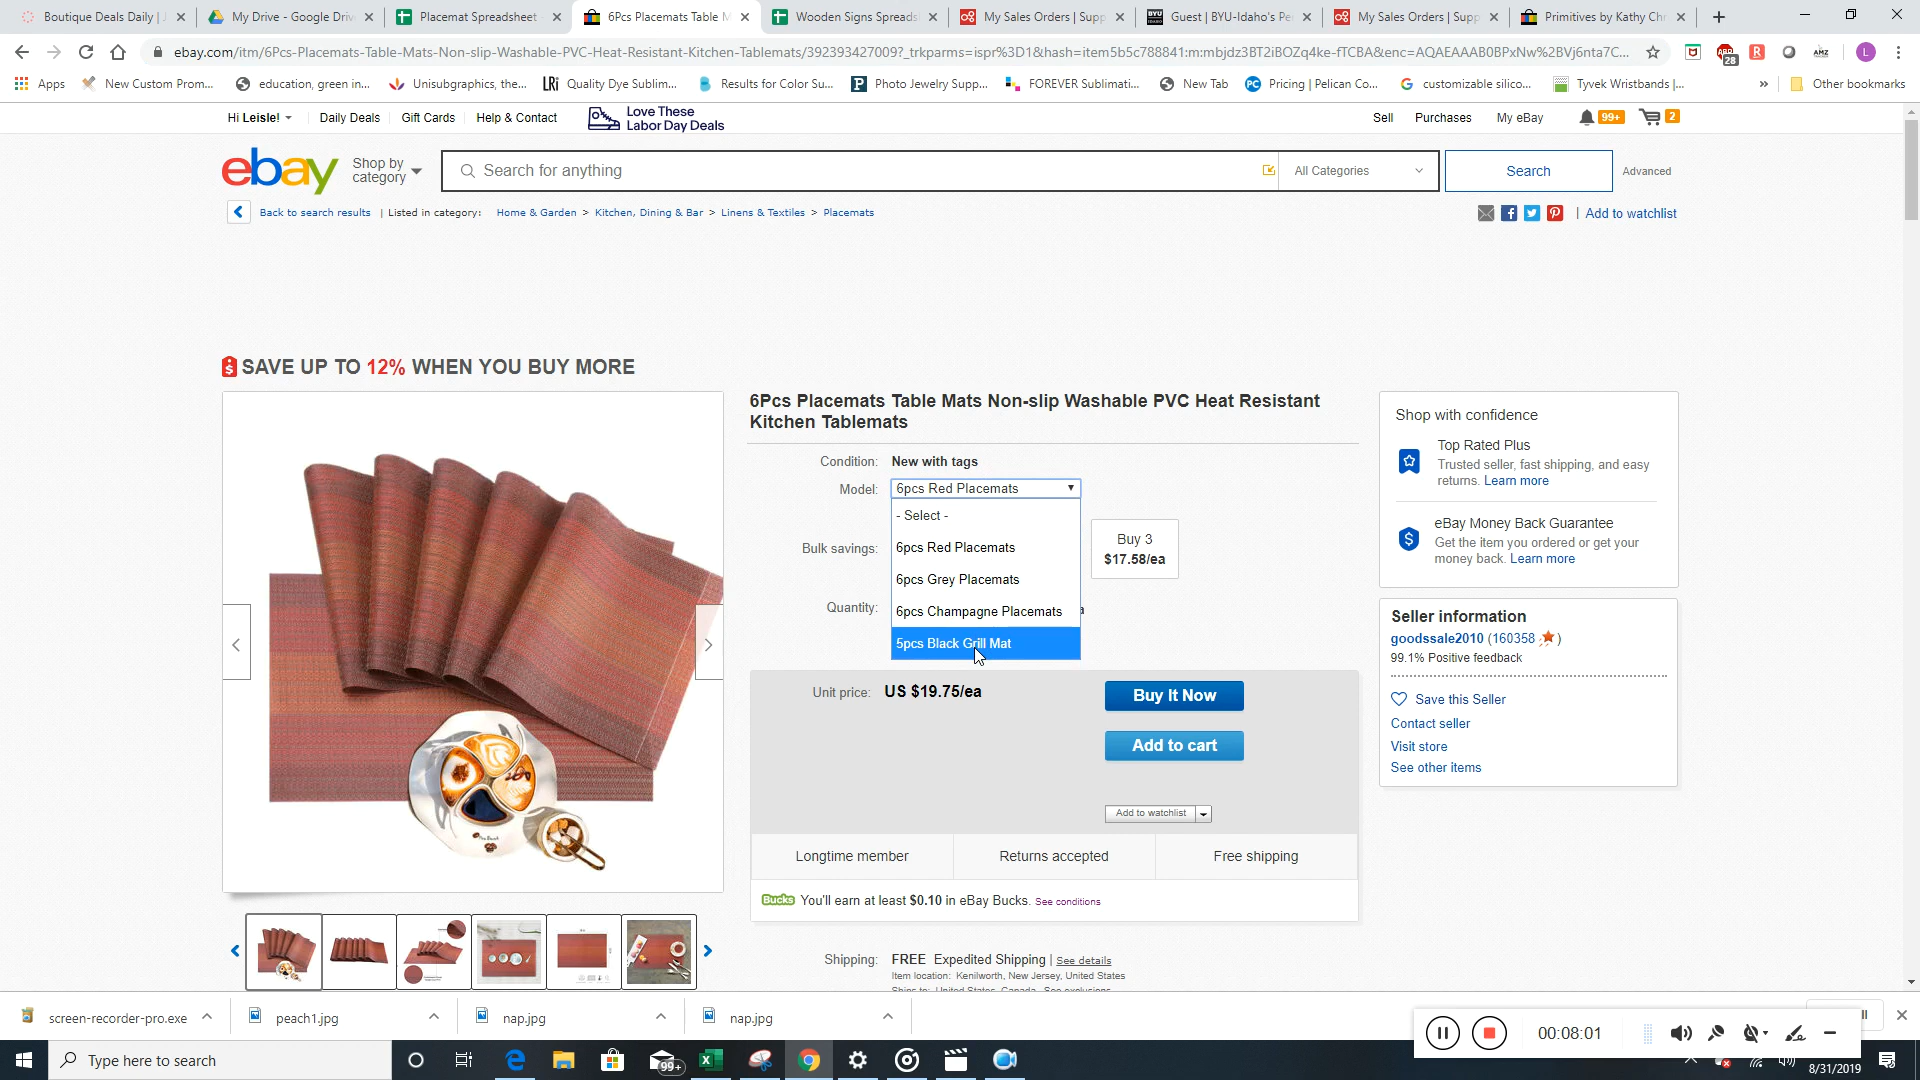 Boutique Deals Daily | J
My Drive - Google Driv
Placemat Spreadsheet
6Pcs Placemats Table M
Wooden Signs Spreads
My Sales Orders | Supp
Guest | BYU-Idaho's Pe
My Sales Orders | Supp
Primitives by Kathy Chr
ebay.com/itm/6Pcs-Placemats-Table-Mats-Non-slip-Washable-PVC-Heat-Resistant-Kitchen-Tablemats/392393427009?_trkparms=ispr%3D1&hash=item5b5c788841:m:mbjdz3BT2iBOZq4ke-fTCBA&enc=AQAEAAAB0BPxNw%2BVj6nta7C...
28
AMZ
L
Apps
New Custom Prom...
education, green in...
Unisubgraphics, the...
Quality Dye Sublim...
Results for Color Su...
Photo Jewelry Supp...
FOREVER Sublimati...
New Tab
Pricing | Pelican Co...
customizable silico...
Tyvek Wristbands |...
»
Other bookmarks
Hi Leisle!
Daily Deals
Gift Cards
Help & Contact
Love These
Labor Day Deals
Sell
Purchases
My eBay
99+
2
ebay
Shop by
category
Search for anything
All Categories
Search
Advanced
Back to search results | Listed in category: Home & Garden > Kitchen, Dining & Bar > Linens & Textiles > Placemats
| Add to watchlist
SAVE UP TO 12% WHEN YOU BUY MORE
6Pcs Placemats Table Mats Non-slip Washable PVC Heat Resistant
Kitchen Tablemats
Condition: New with tags
Model: 6pcs Red Placemats
- Select -
6pcs Red Placemats
6pcs Grey Placemats
6pcs Champagne Placemats
5pcs Black Grill Mat
Bulk savings:
Buy 3
$17.58/ea
Quantity:
Unit price: US $19.75/ea
Buy It Now
Add to cart
Add to watchlist
Longtime member
Returns accepted
Free shipping
Bucks You'll earn at least $0.10 in eBay Bucks. See conditions
Shipping: FREE Expedited Shipping | See details
Item location: Kenilworth, New Jersey, United States
Ships to: United States, Canada See exclusions
Shop with confidence
Top Rated Plus
Trusted seller, fast shipping, and easy
returns. Learn more
eBay Money Back Guarantee
Get the item you ordered or get your
money back. Learn more
Seller information
goodssale2010 (160358 )
99.1% Positive feedback
Save this Seller
Contact seller
Visit store
See other items
screen-recorder-pro.exe
peach1.jpg
nap.jpg
nap.jpg
00:08:01
Type here to search
99+
8/31/2019